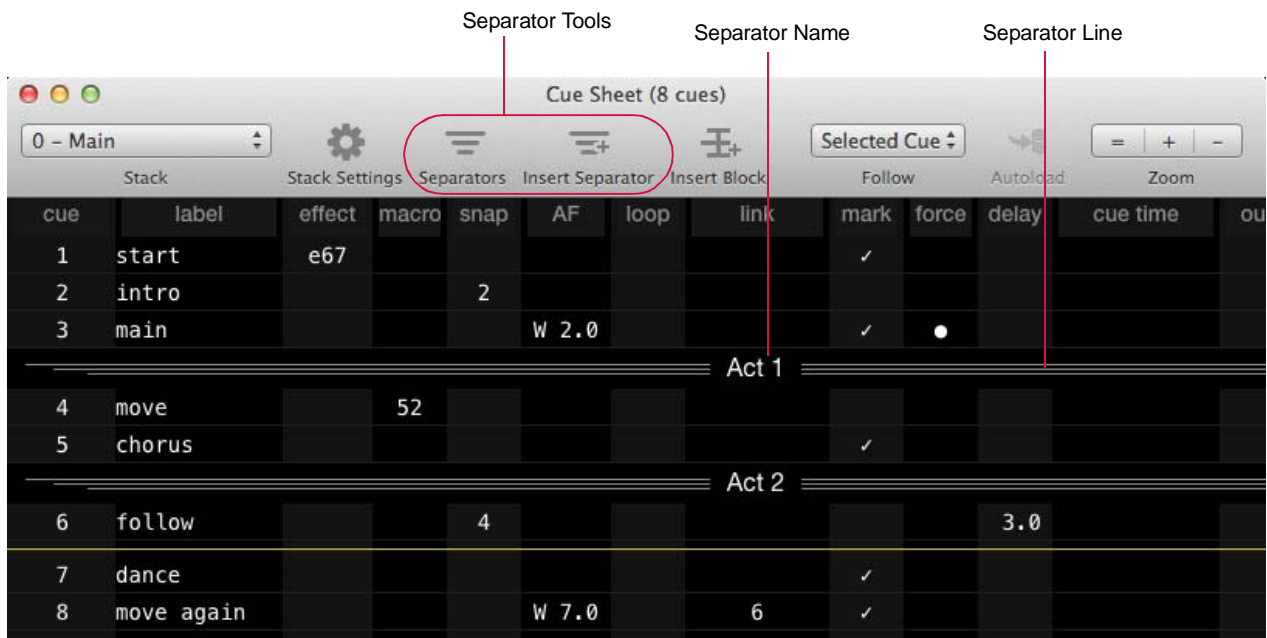 Separator Tools
Separator Name
Separator Line
Cue Sheet (8 cues)
0 – Main
Selected Cue
= + -
Stack
Stack Settings
Separators
Insert Separator
Insert Block
Follow
Autoload
Zoom
cue label effect macro snap AF loop link mark force delay cue time ou
1 start e67 ✓
2 intro 2
3 main W 2.0 ✓ ●
Act 1
4 move 52
5 chorus ✓
Act 2
6 follow 4 3.0
7 dance ✓
8 move again W 7.0 6 ✓